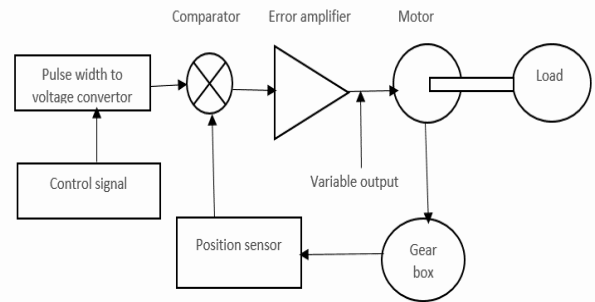 Comparator
Error amplifier
Motor
Pulse width to
voltage convertor
Load
Control signal
Variable output
Position sensor
Gear
box